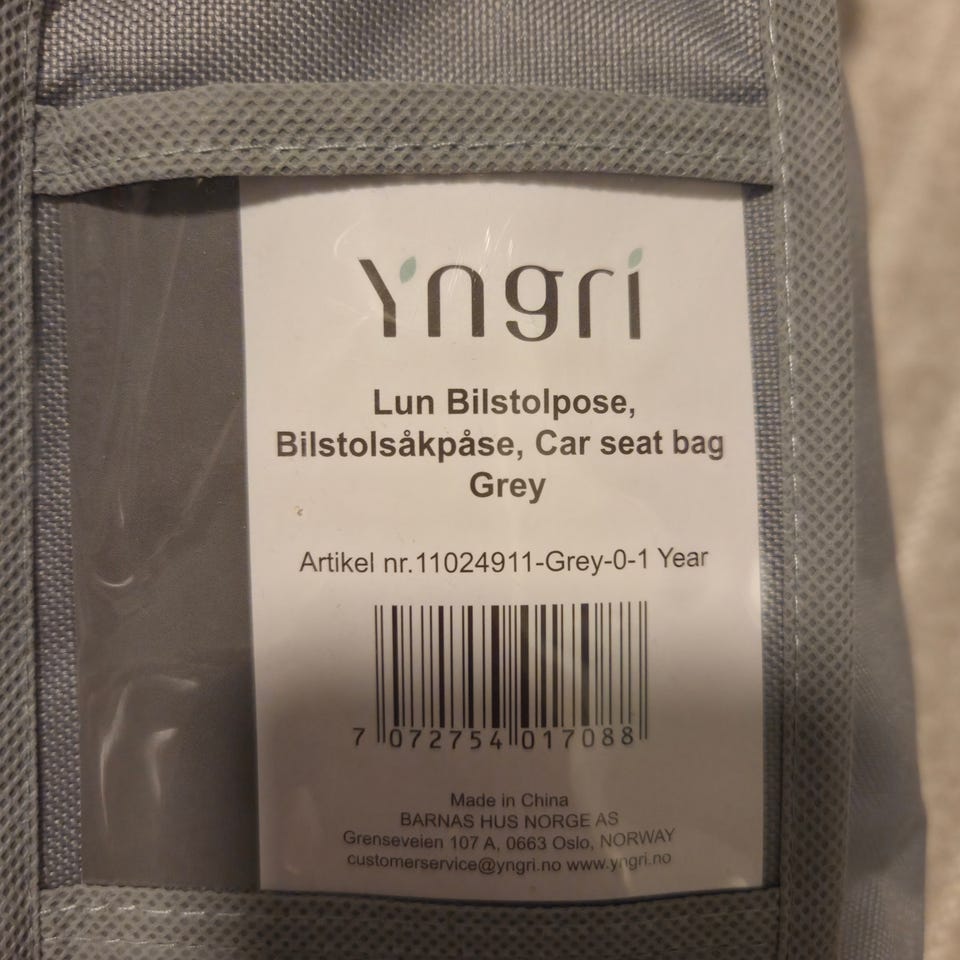 Yngri
Lun Bilstolpose,
Bilstolsåkpåse, Car seat bag
Grey
Artikel nr.11024911-Grey-0-1 Year
7 072754 017088
Made in China
BARNAS HUS NORGE AS
Grenseveien 107 A, 0663 Oslo, NORWAY
customerservice@yngri.no www.yngri.no